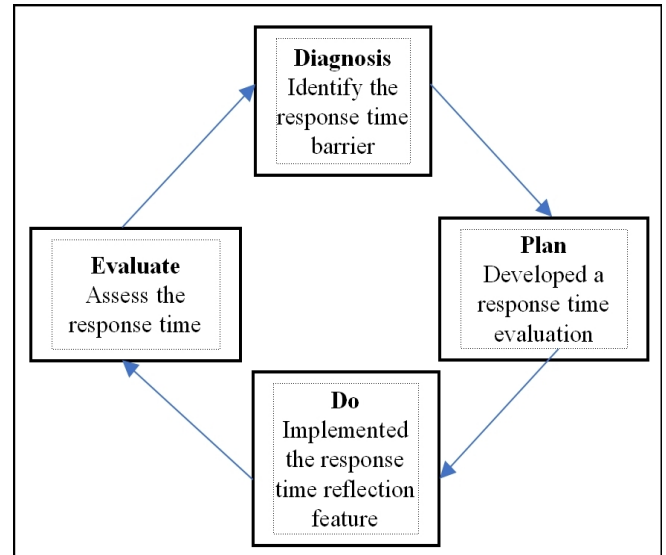 Diagnosis
Identify the
response time
barrier
Plan
Developed a
response time
evaluation
Do
Implemented
the response
time reflection
feature
Evaluate
Assess the
response time